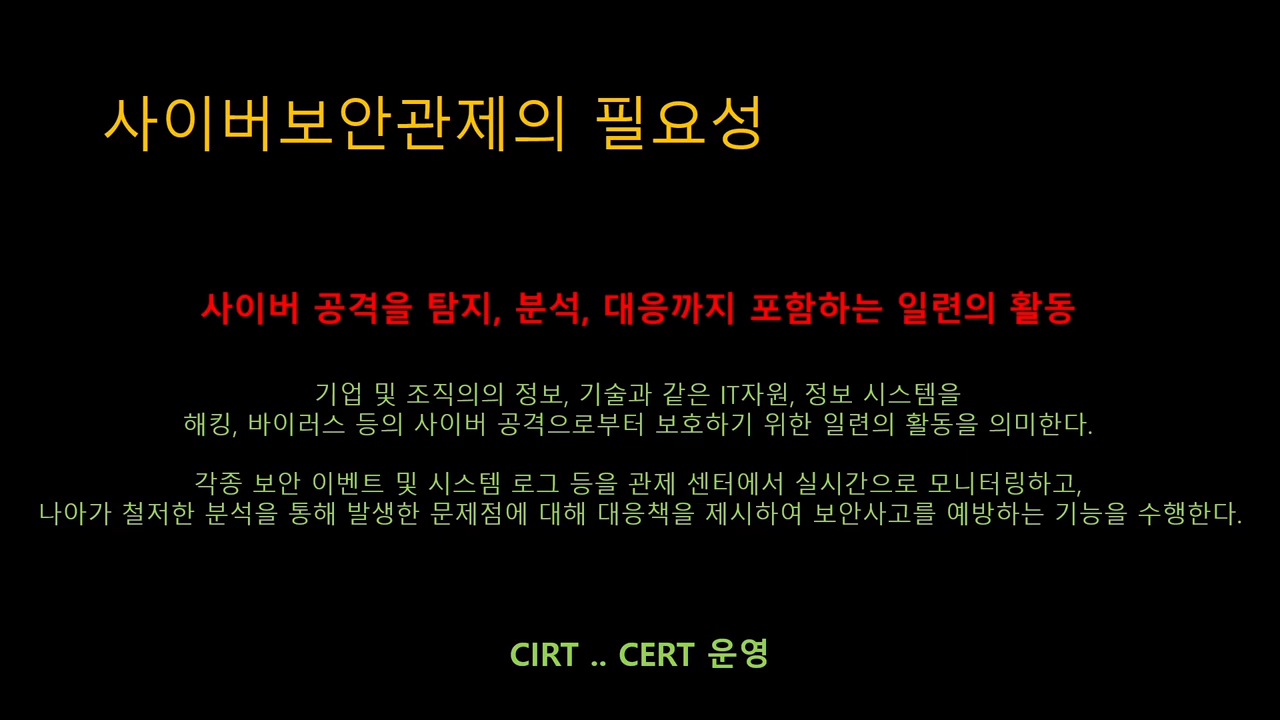 사이버보안관제의 필요성
사이버 공격을 탐지, 분석, 대응까지 포함하는 일련의 활동
기업 및 조직의의 정보, 기술과 같은 IT자원, 정보 시스템을
해킹, 바이러스 등의 사이버 공격으로부터 보호하기 위한 일련의 활동을 의미한다.
각종 보안 이벤트 및 시스템 로그 등을 관제 센터에서 실시간으로 모니터링하고,
나아가 철저한 분석을 통해 발생한 문제점에 대해 대응책을 제시하여 보안사고를 예방하는 기능을 수행한다.
CIRT .. CERT 운영